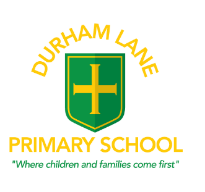 DURHAM LANE
PRIMARY SCHOOL
"Where children and families come first"